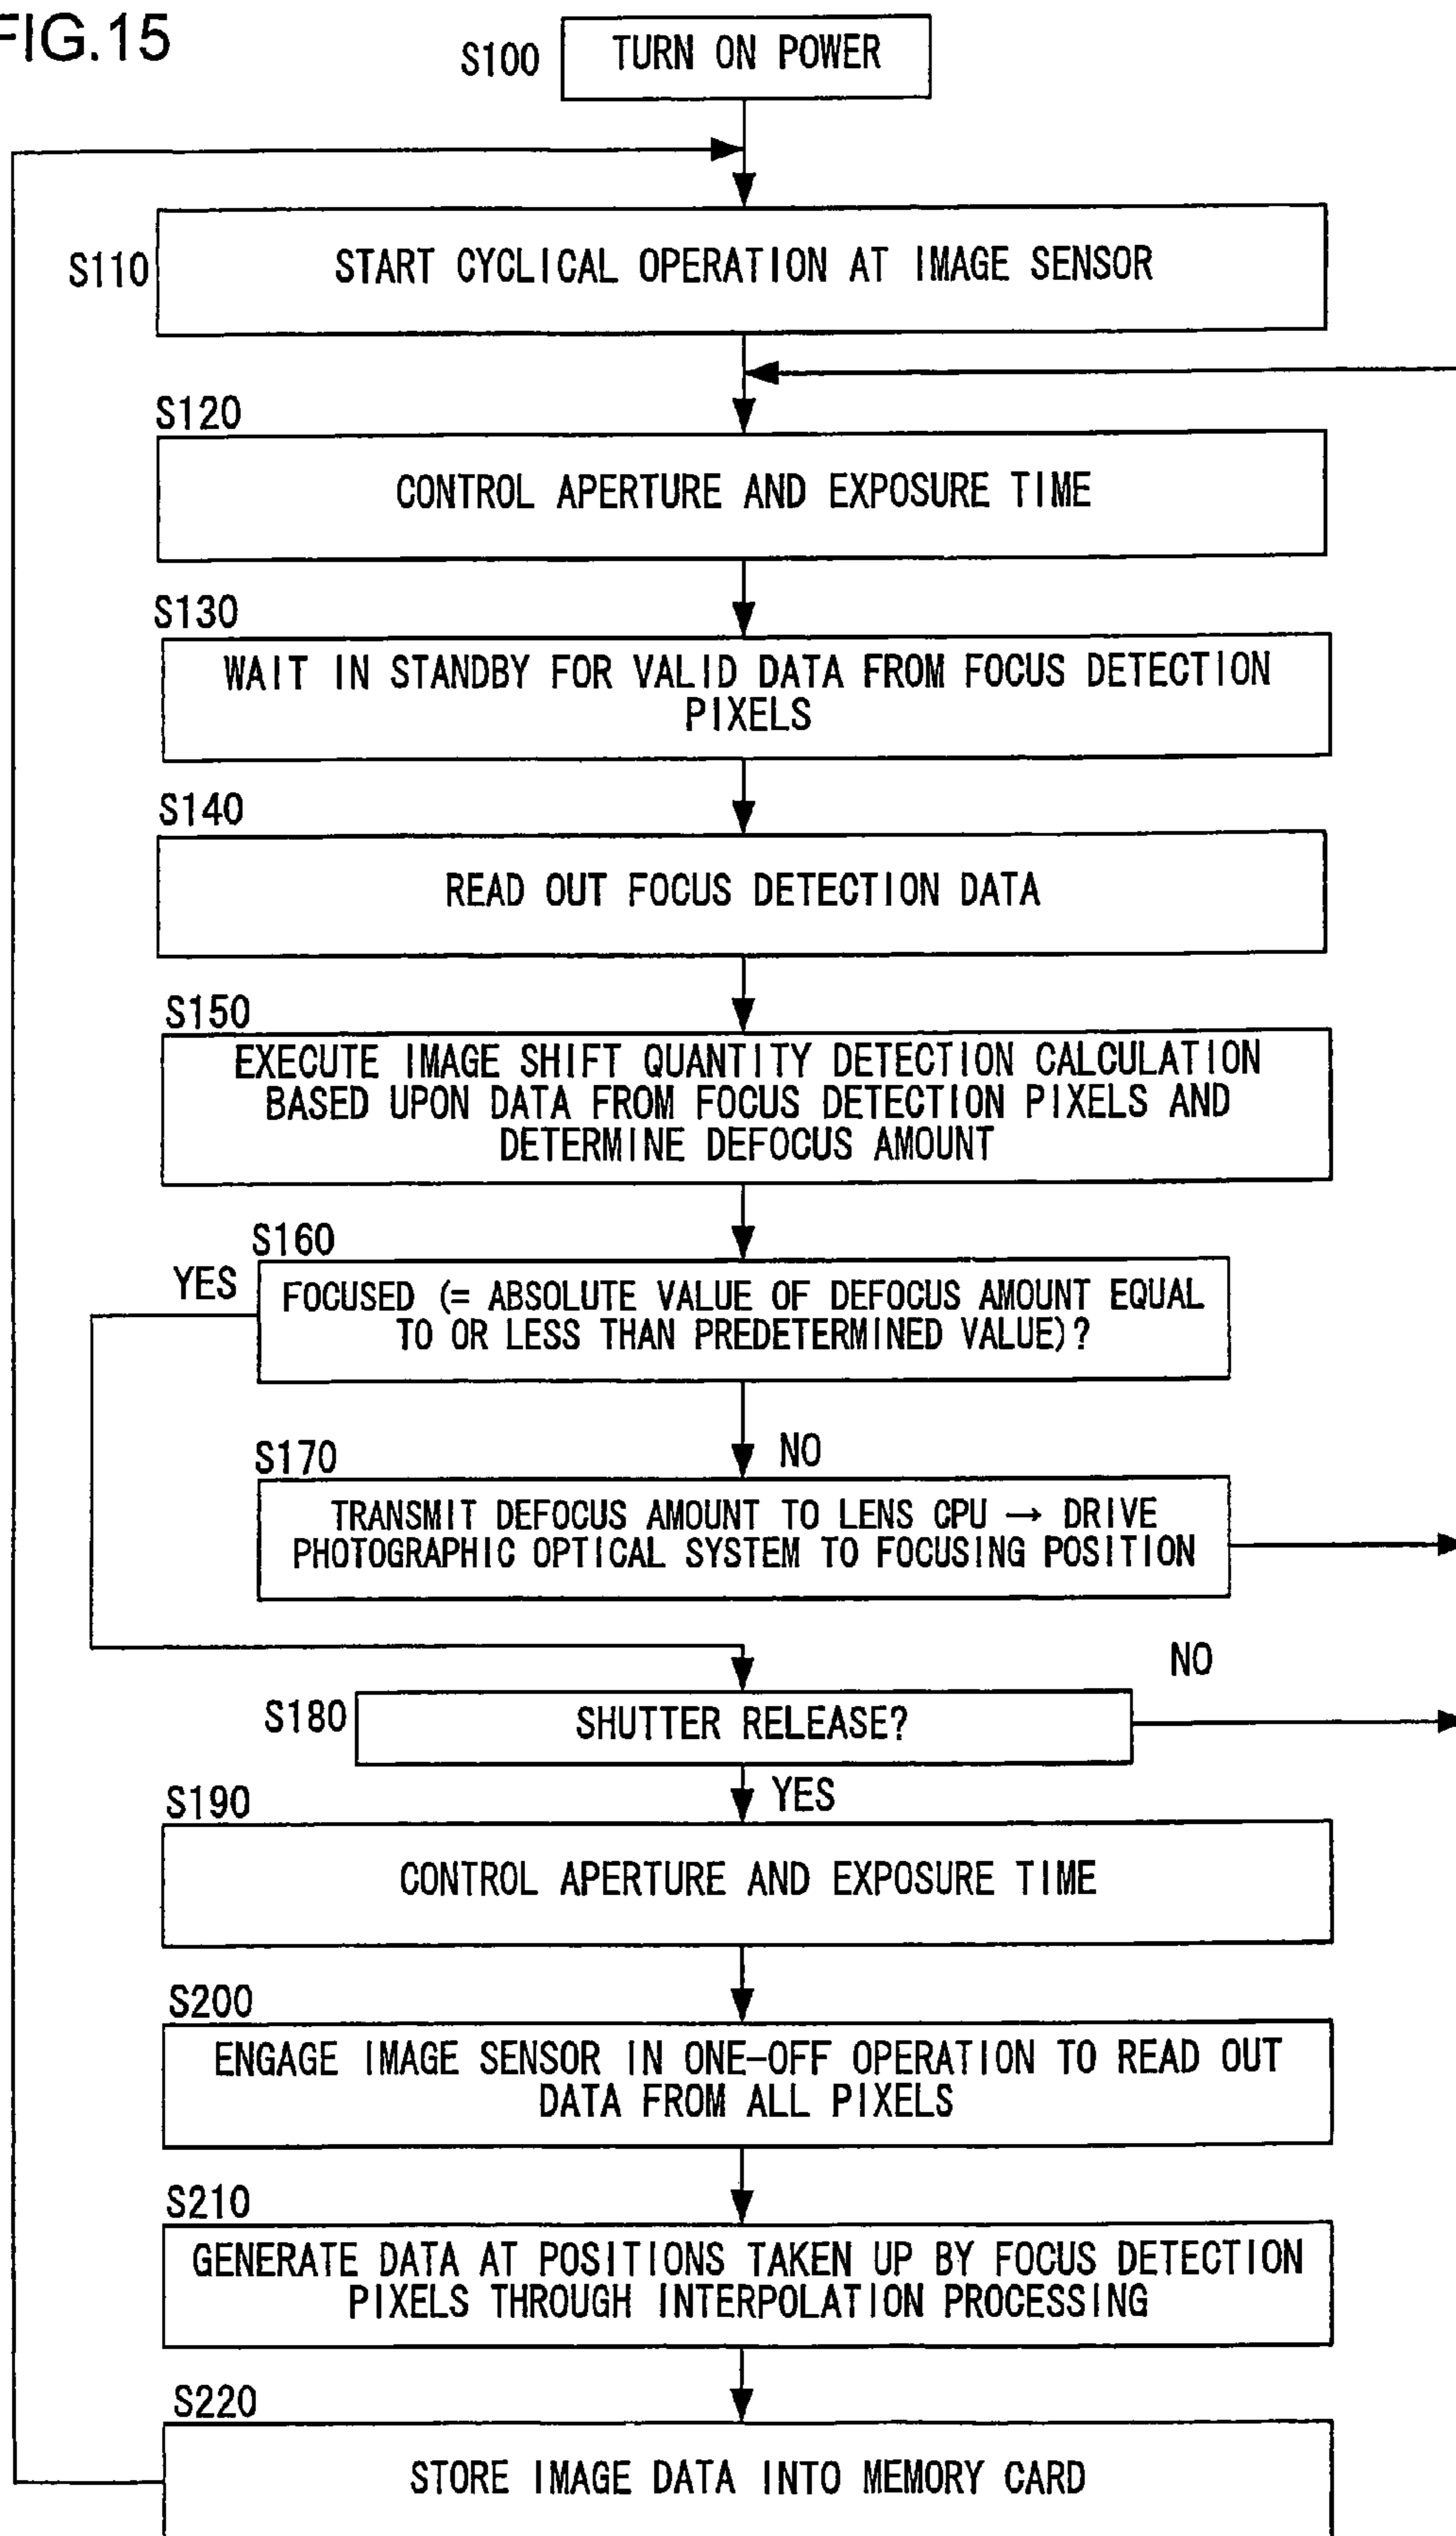 FIG.15
S100
TURN ON POWER
S110
START CYCLICAL OPERATION AT IMAGE SENSOR
S120
CONTROL APERTURE AND EXPOSURE TIME
S130
WAIT IN STANDBY FOR VALID DATA FROM FOCUS DETECTION
PIXELS
S140
READ OUT FOCUS DETECTION DATA
S150
EXECUTE IMAGE SHIFT QUANTITY DETECTION CALCULATION
BASED UPON DATA FROM FOCUS DETECTION PIXELS AND
DETERMINE DEFOCUS AMOUNT
S160
YES
FOCUSED (= ABSOLUTE VALUE OF DEFOCUS AMOUNT EQUAL
TO OR LESS THAN PREDETERMINED VALUE)?
NO
S170
TRANSMIT DEFOCUS AMOUNT TO LENS CPU → DRIVE
PHOTOGRAPHIC OPTICAL SYSTEM TO FOCUSING POSITION
NO
S180
SHUTTER RELEASE?
YES
S190
CONTROL APERTURE AND EXPOSURE TIME
S200
ENGAGE IMAGE SENSOR IN ONE-OFF OPERATION TO READ OUT
DATA FROM ALL PIXELS
S210
GENERATE DATA AT POSITIONS TAKEN UP BY FOCUS DETECTION
PIXELS THROUGH INTERPOLATION PROCESSING
S220
STORE IMAGE DATA INTO MEMORY CARD